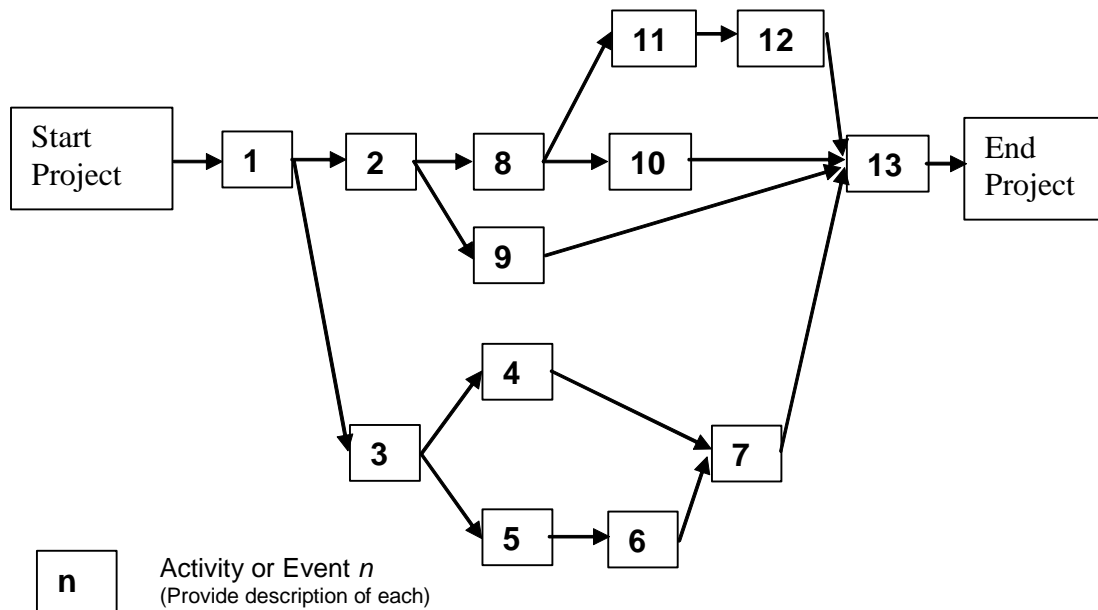 11
12
Start
Project
1
2
8
10
13
End
Project
9
4
3
7
5
6
n
Activity or Event n
(Provide description of each)